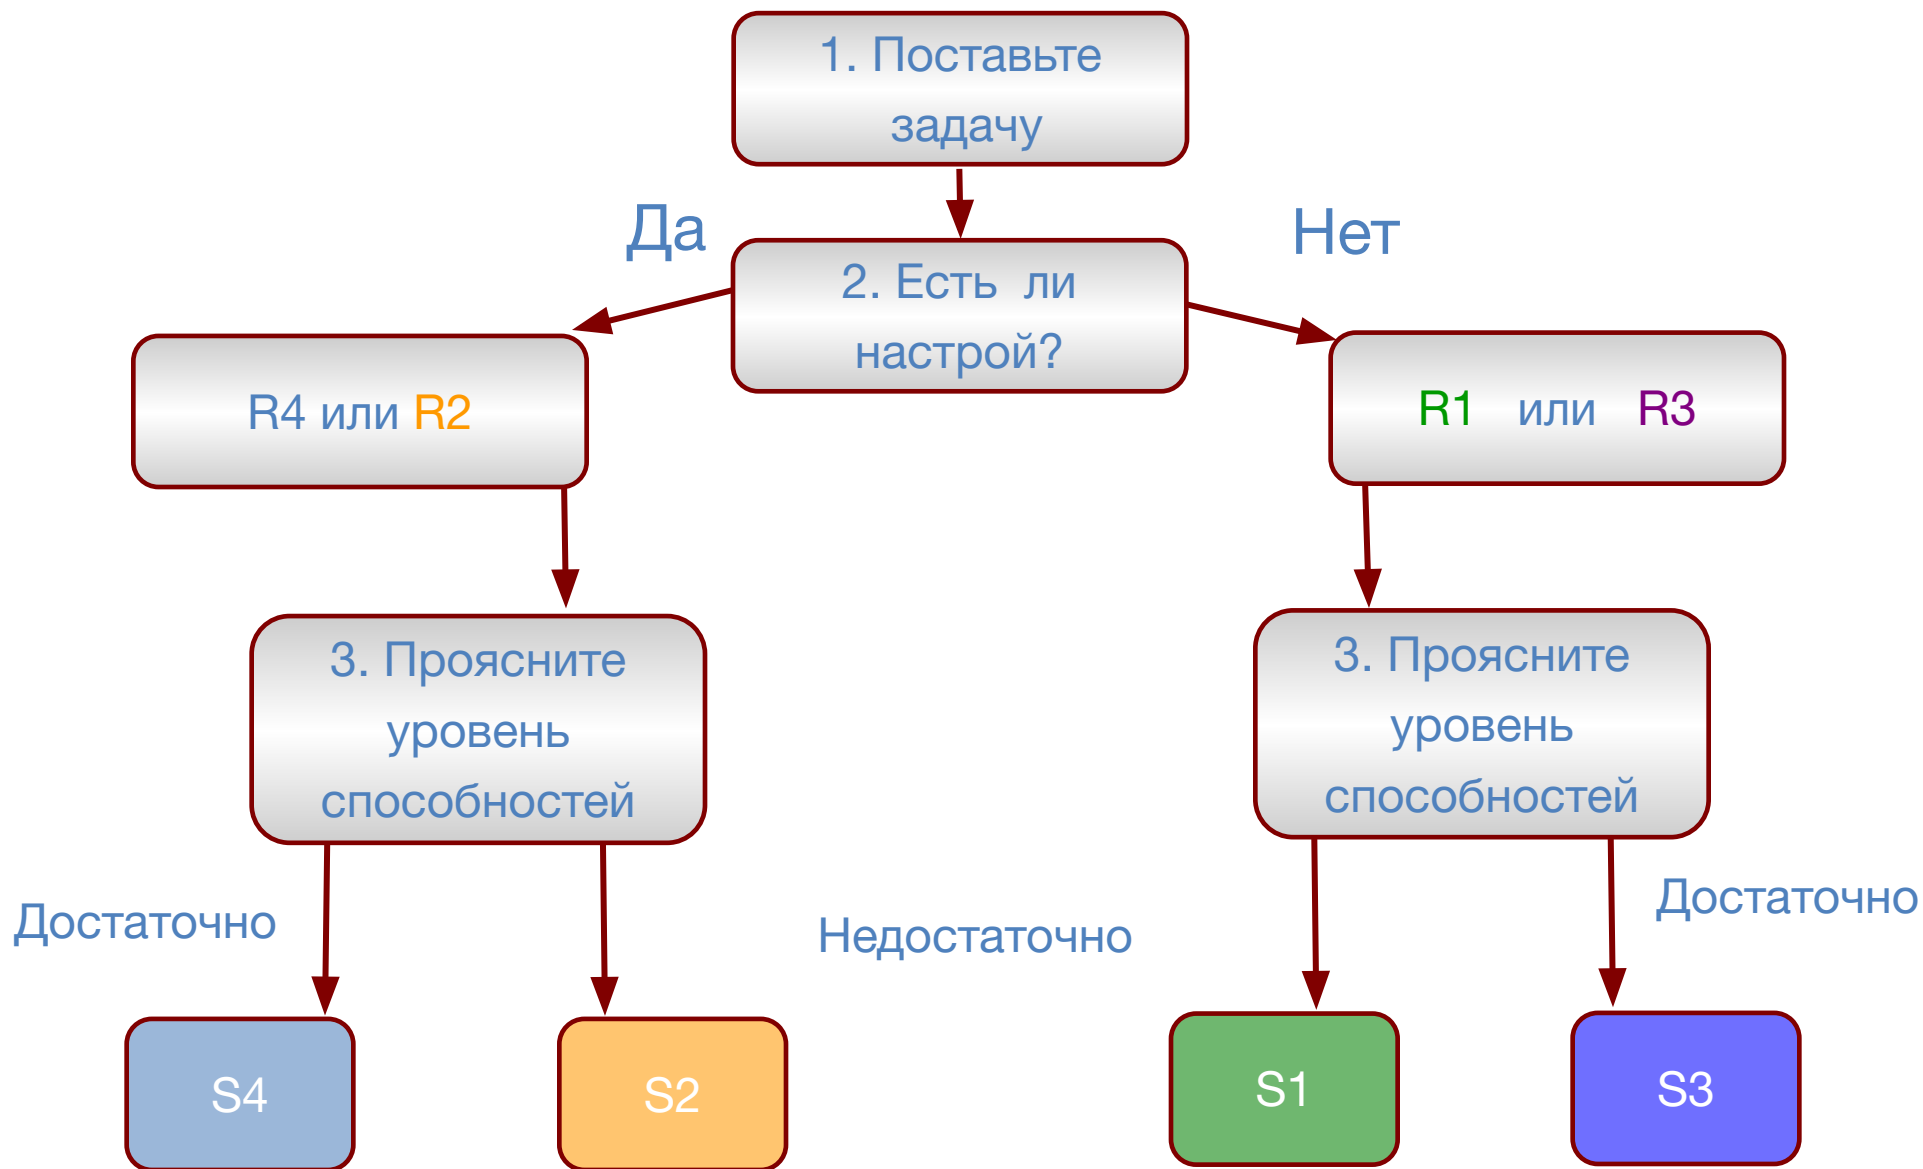 1. Поставьте
задачу
Да
Нет
2. Есть ли
настрой?
R4 или R2
R1 или R3
3. Проясните
уровень
способностей
3. Проясните
уровень
способностей
Достаточно
Недостаточно
Достаточно
S4
S2
S1
S3